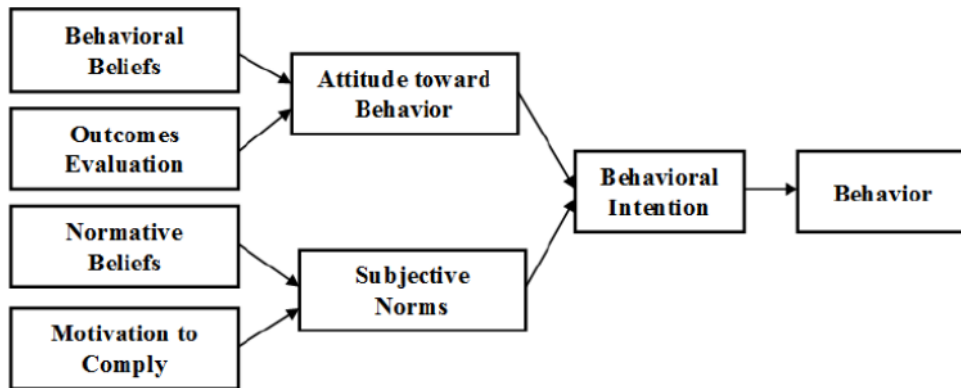 Behavioral
Beliefs
Outcomes
Evaluation
Normative
Beliefs
Motivation to
Comply
Attitude toward
Behavior
Subjective
Norms
Behavioral
Intention
Behavior